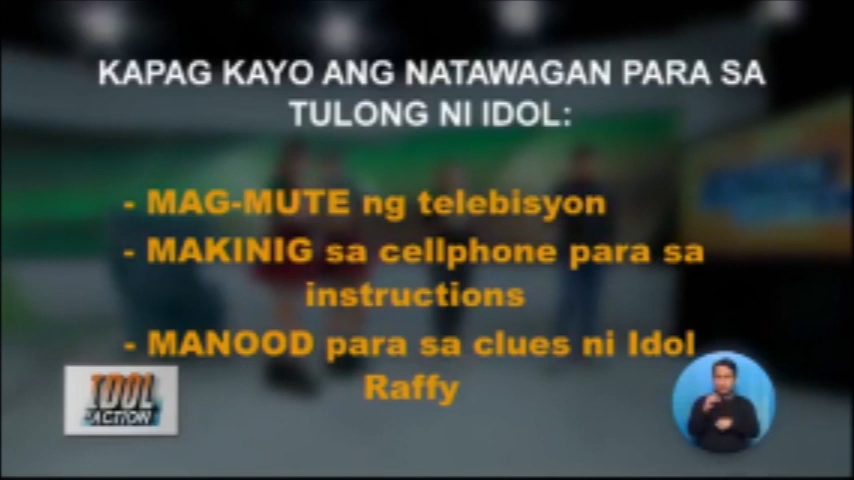 KAPAG KAYO ANG NATAWAGAN PARA SA
TULONG NI IDOL:
- MAG-MUTE ng telebisyon
- MAKINIG sa cellphone para sa
instructions
- MANOOD para sa clues ni Idol
Raffy
IDOL
ACTION